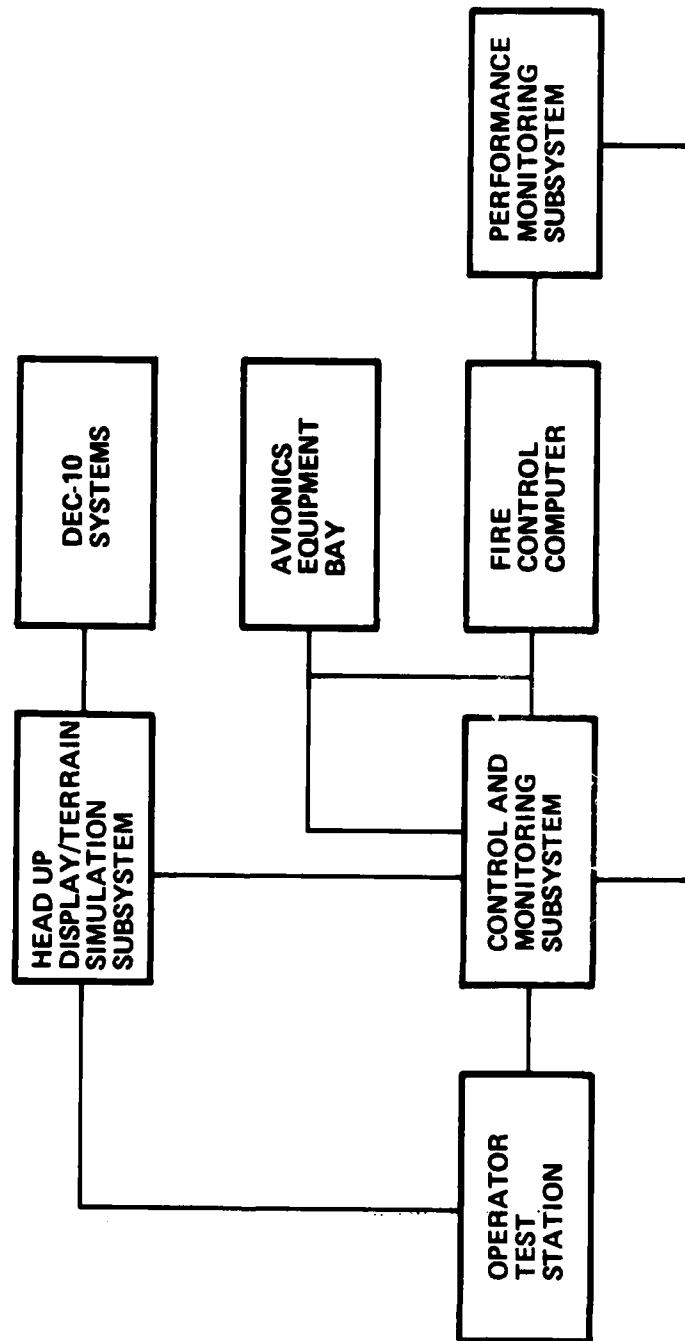 HEAD UP
DISPLAY/TERRAIN
SIMULATION
SUBSYSTEM
DEC-10
SYSTEMS
AVIONICS
EQUIPMENT
BAY
OPERATOR
TEST
STATION
CONTROL AND
MONITORING
SUBSYSTEM
FIRE
CONTROL
COMPUTER
PERFORMANCE
MONITORING
SUBSYSTEM